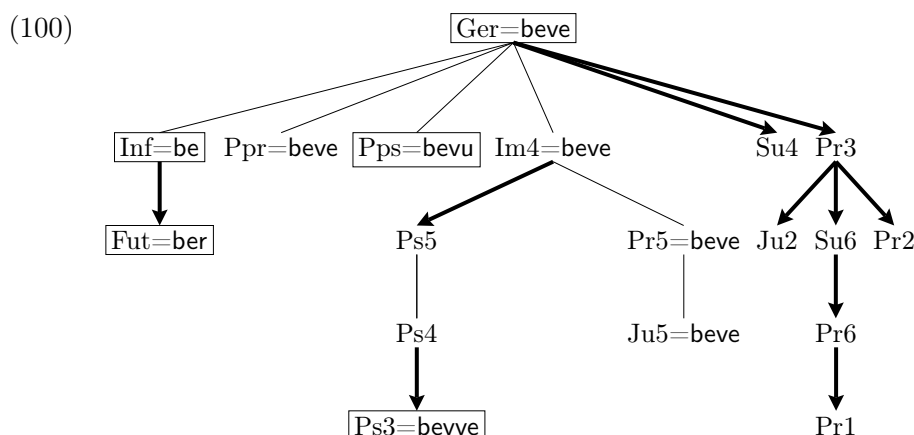 (100)
Ger=beve
Inf=be Ppr=beve Pps=bevu Im4=beve Su4 Pr3
Fut=ber Ps5 Pr5=beve Ju2 Su6 Pr2
Ps4 Ju5=beve Pr6
Ps3=bevve Pr1